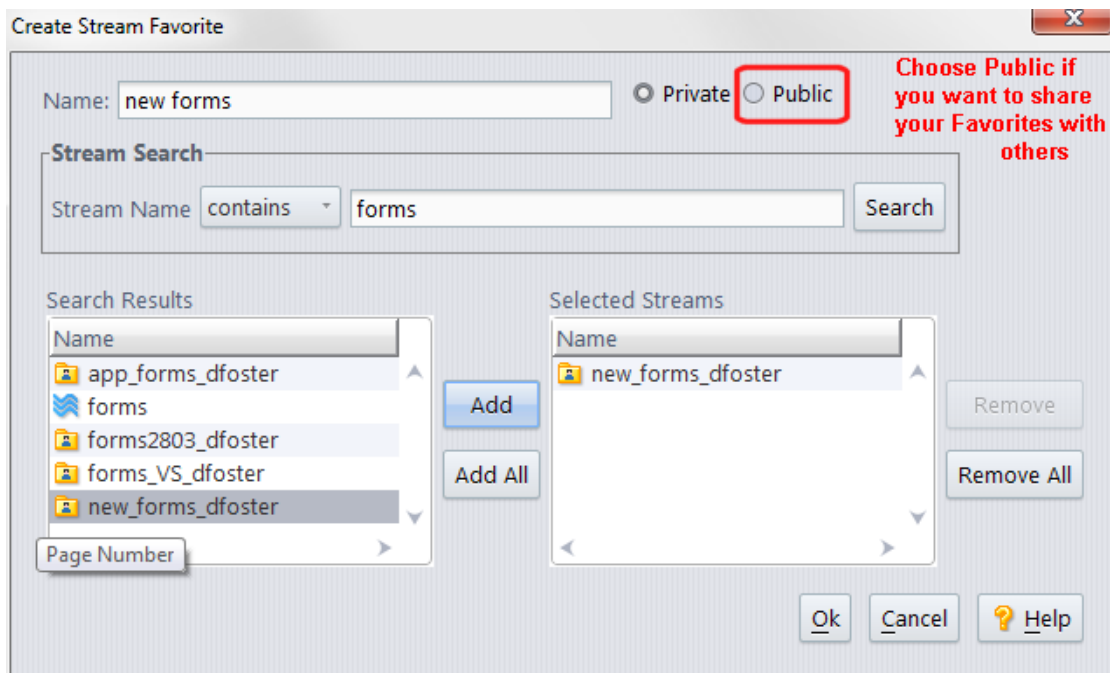 Create Stream Favorite
X
Name: new forms Private Public
Choose Public if
you want to share
your Favorites with
others
Stream Search
Stream Name contains forms Search
Search Results
Name
app_forms_dfoster
forms
forms2803_dfoster
forms_VS_dfoster
new_forms_dfoster
Page Number
Add
Add All
Selected Streams
Name
new_forms_dfoster
Remove
Remove All
Ok Cancel ? Help